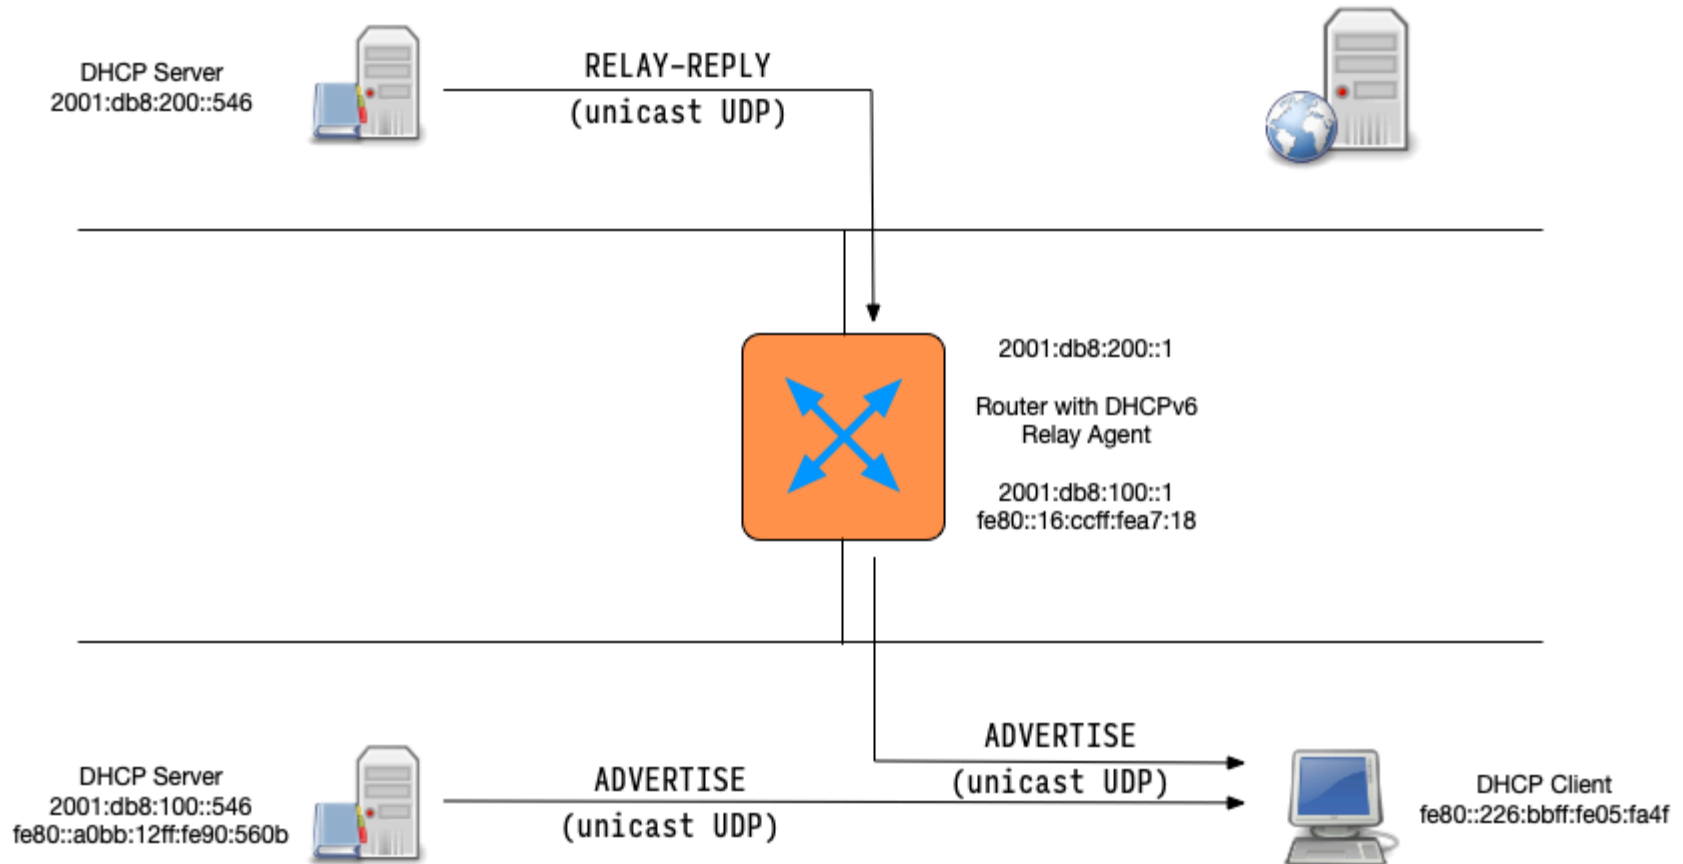 DHCP Server
2001:db8:200::546
RELAY-REPLY
(unicast UDP)
2001:db8:200::1
Router with DHCPv6
Relay Agent
2001:db8:100::1
fe80::16:ccff:fea7:18
DHCP Server
2001:db8:100::546
fe80::a0bb:12ff:fe90:560b
ADVERTISE
(unicast UDP)
ADVERTISE
(unicast UDP)
DHCP Client
fe80::226:bbff:fe05:fa4f